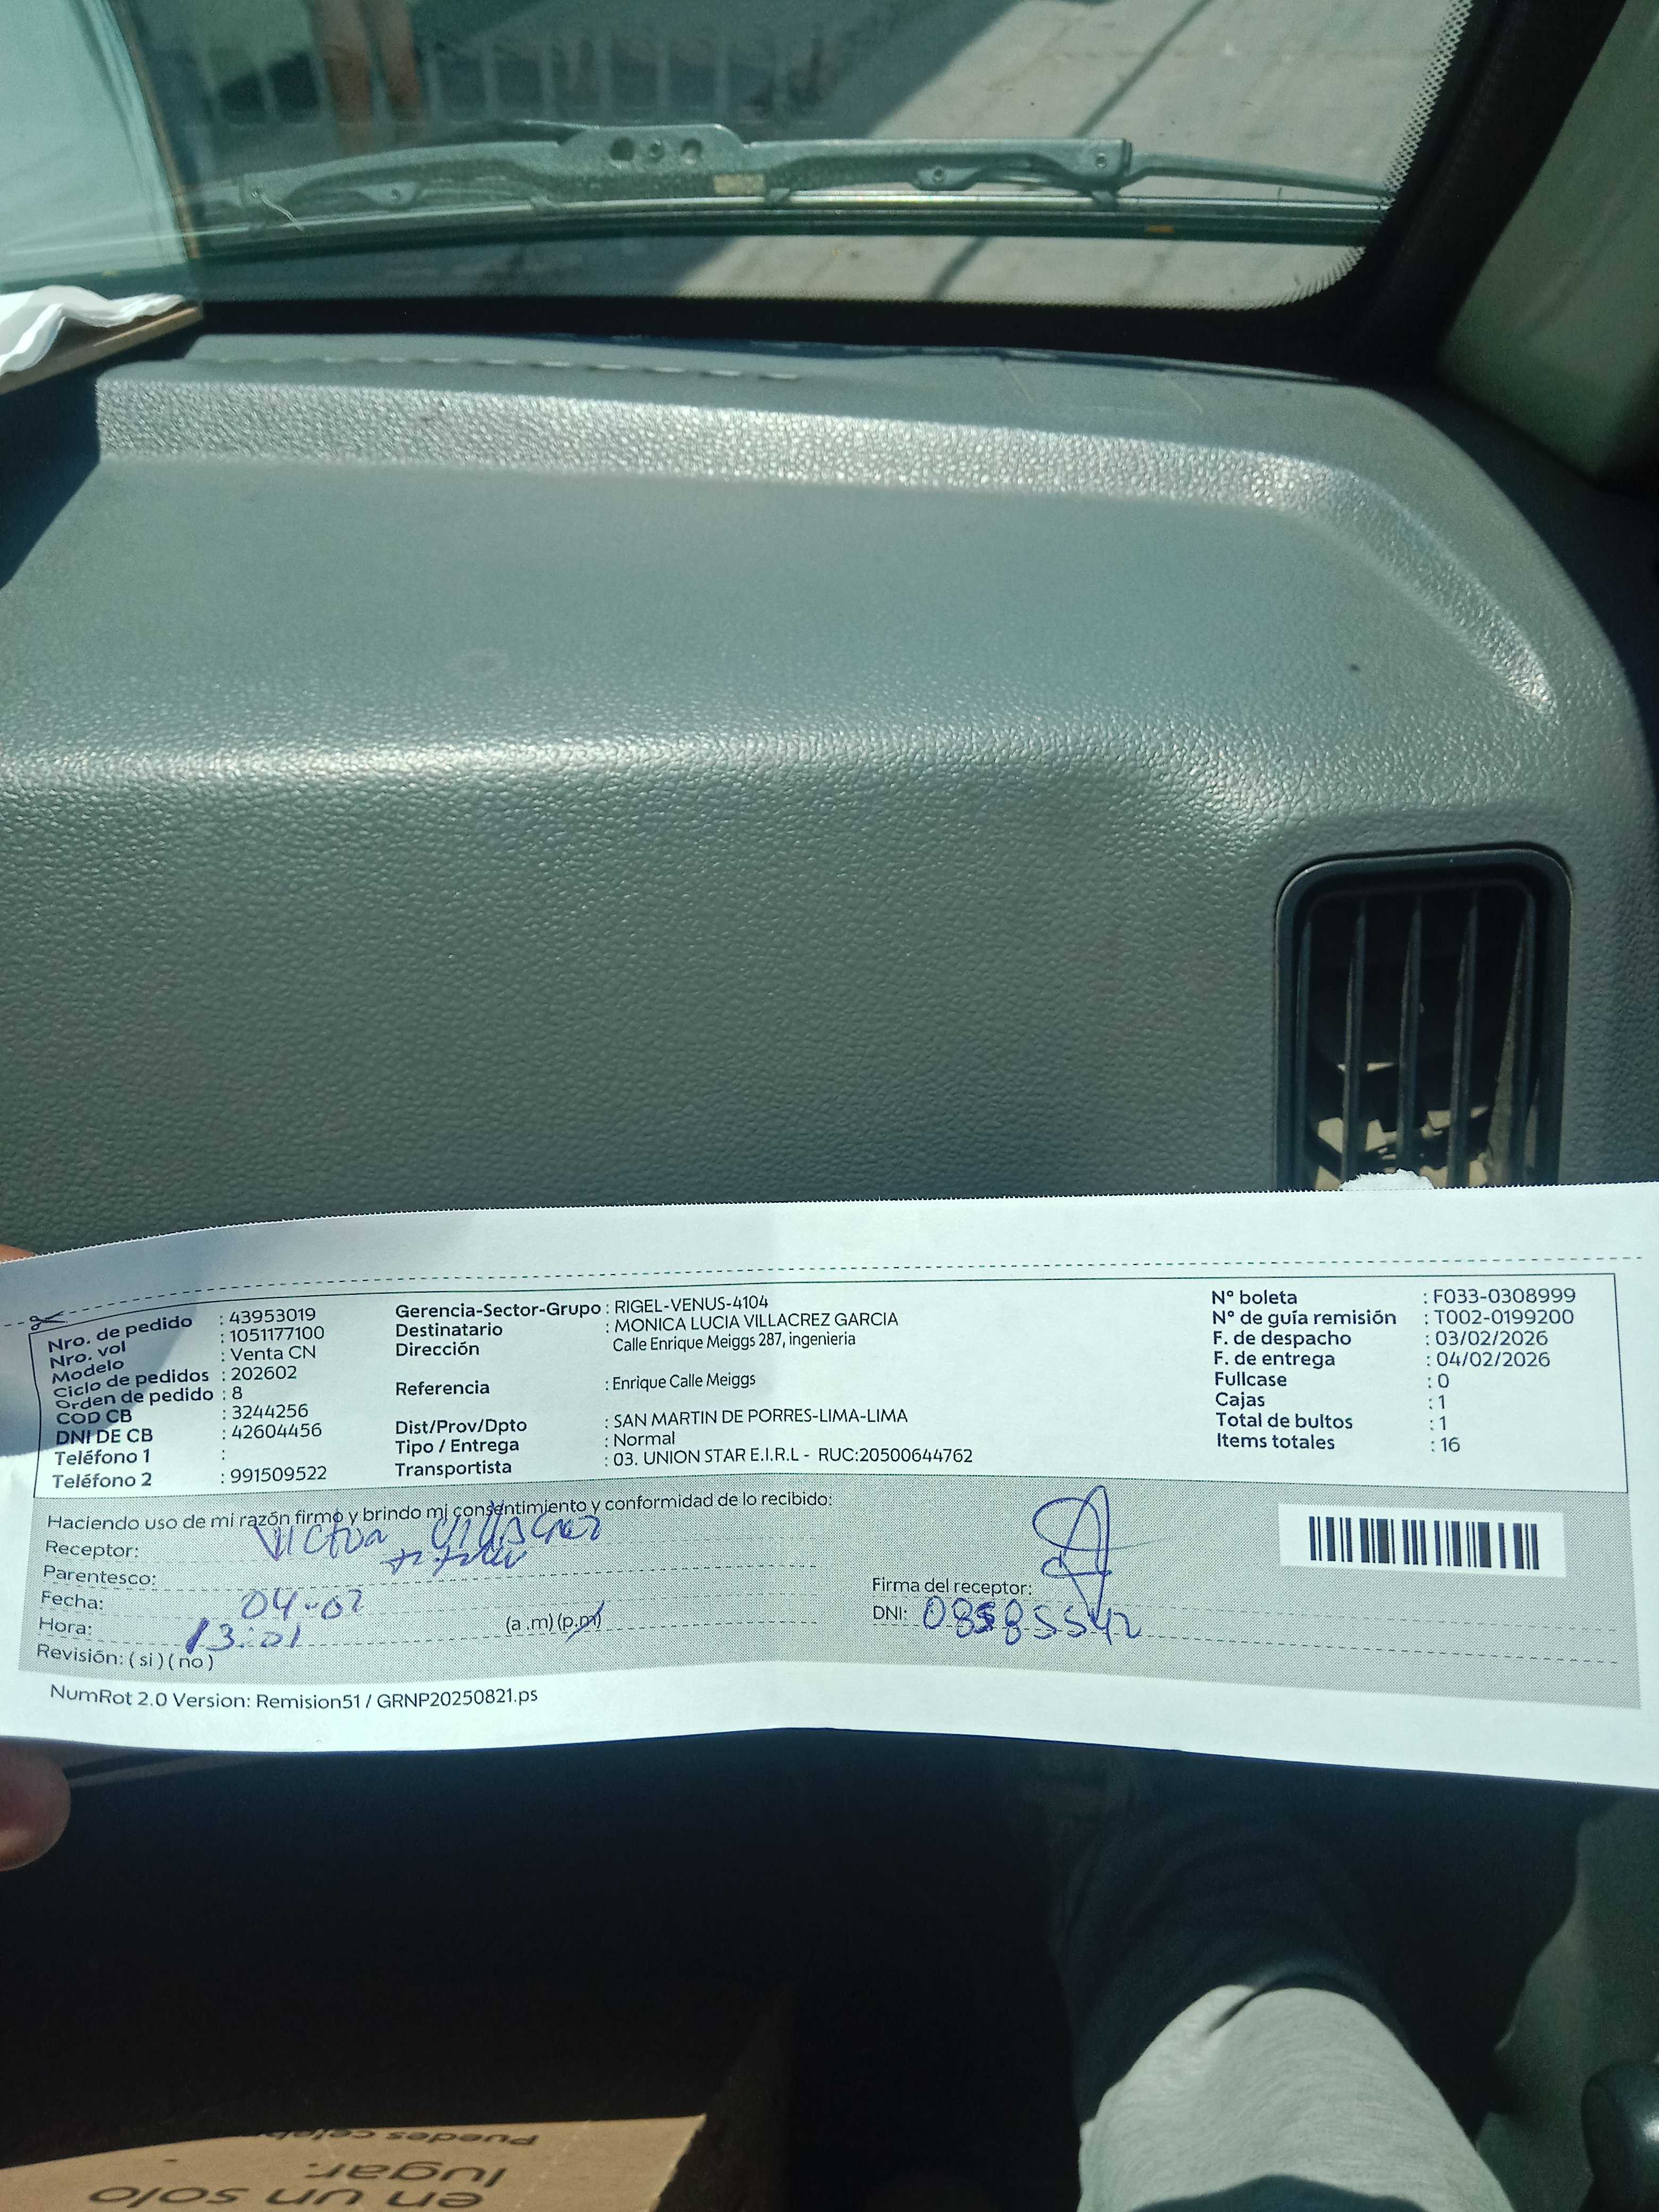 Nro. de pedido : 43953019
Nro. vol : 1051177100
Modelo : Venta CN
Ciclo de pedidos : 202602
Orden de pedido : 8
COD CB : 3244256
DNI DE CB : 42604456
Teléfono 1 :
Teléfono 2 : 991509522
Gerencia-Sector-Grupo : RIGEL-VENUS-4104
Destinatario : MONICA LUCIA VILLACREZ GARCIA
Dirección Calle Enrique Meiggs 287, ingenieria
Referencia : Enrique Calle Meiggs
Dist/Prov/Dpto : SAN MARTIN DE PORRES-LIMA-LIMA
Tipo / Entrega : Normal
Transportista : 03. UNION STAR E.I.R.L - RUC:20500644762
N° boleta : F033-0308999
N° de guía remisión : T002-0199200
F. de despacho : 03/02/2026
F. de entrega : 04/02/2026
Fullcase : 0
Cajas : 1
Total de bultos : 1
Items totales : 16
Haciendo uso de mi razón firmo y brindo mi consentimiento y conformidad de lo recibido:
Receptor:
Parentesco:
Fecha: 04-02
Hora: 13:01 (a .m) (p.m)
Revisión: ( si ) ( no )
Firma del receptor:
DNI: 08585542
NumRot 2.0 Version: Remision51 / GRNP20250821.ps
en un solo
lugar.
Puedes